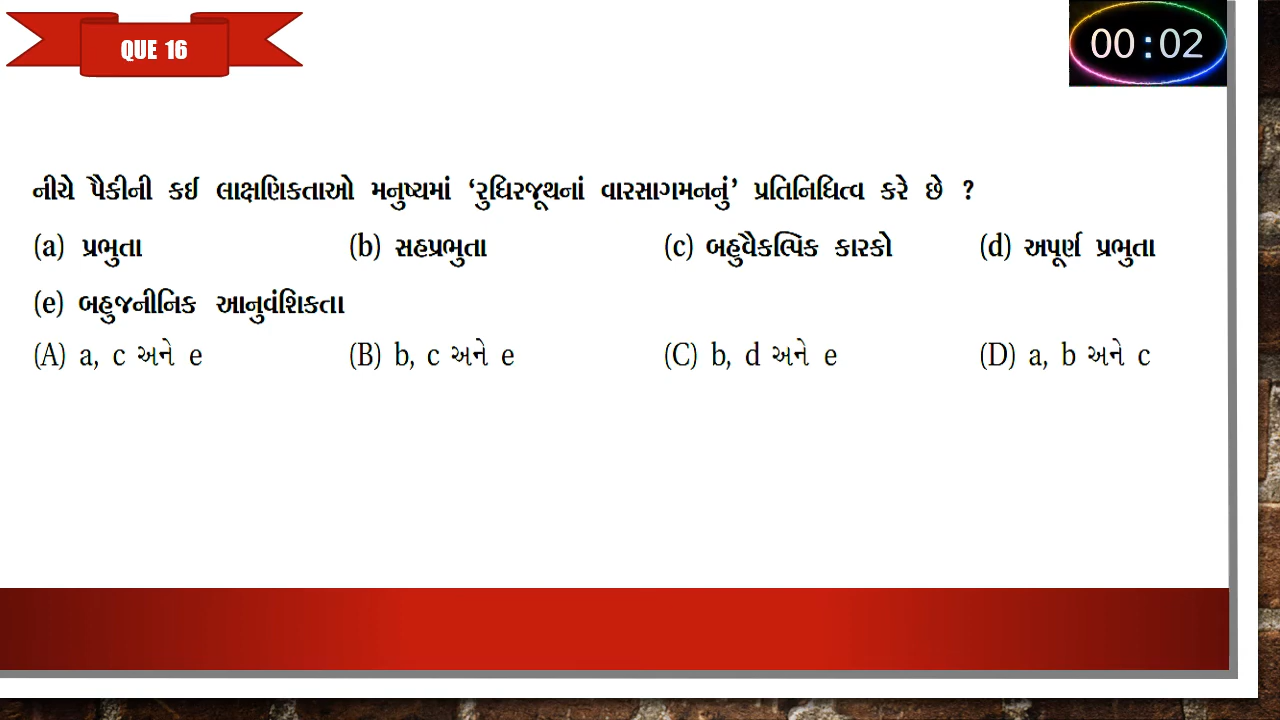 QUE 16
00:02
નીચે પૈકીની કઈ લાક્ષણિકતાઓ મનુષ્યમાં ‘રુધિરજૂથનાં વારસાગમનનું’ પ્રતિનિધિત્વ કરે છે ?
(a) પ્રભુતા (b) સહપ્રભુતા (c) બહુવૈકલ્પિક કારકો (d) અપૂર્ણ પ્રભુતા
(e) બહુજનીનિક આનુવંશિકતા
(A) a, c અને e (B) b, c અને e (C) b, d અને e (D) a, b અને c